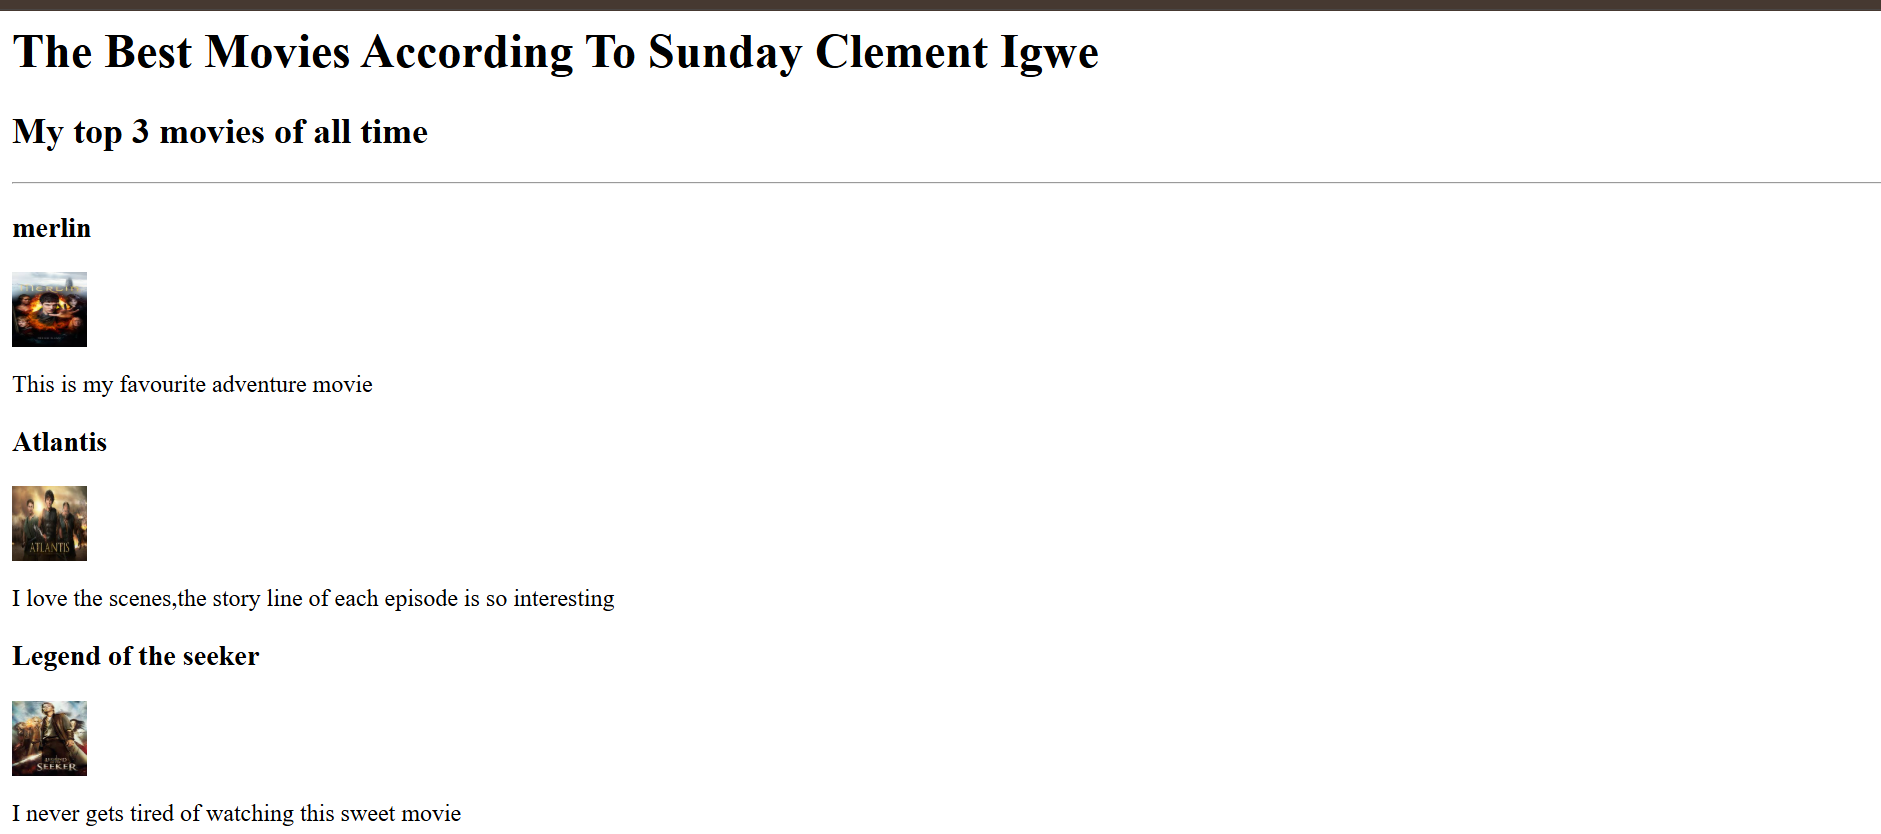 The Best Movies According To Sunday Clement Igwe
My top 3 movies of all time
merlin
MERLIN
This is my favourite adventure movie
Atlantis
ATLANTIS
I love the scenes,the story line of each episode is so interesting
Legend of the seeker
SEEKER
I never gets tired of watching this sweet movie